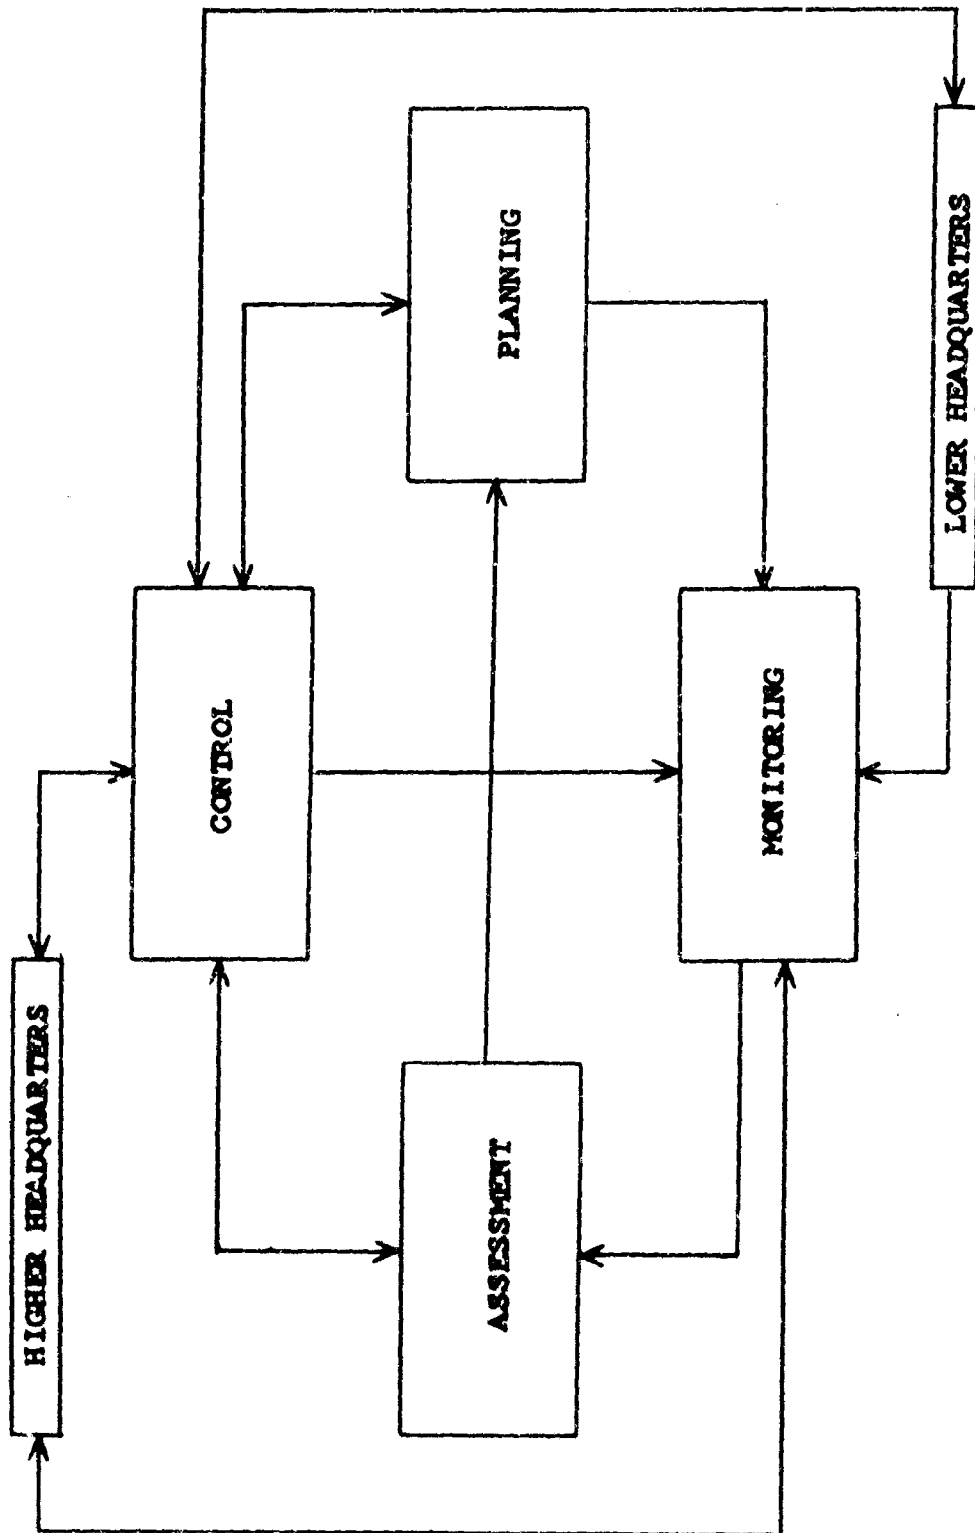 HIGHER HEADQUARTERS
CONTROL
ASSESSMENT
PLANNING
MONITORING
LOWER HEADQUARTERS